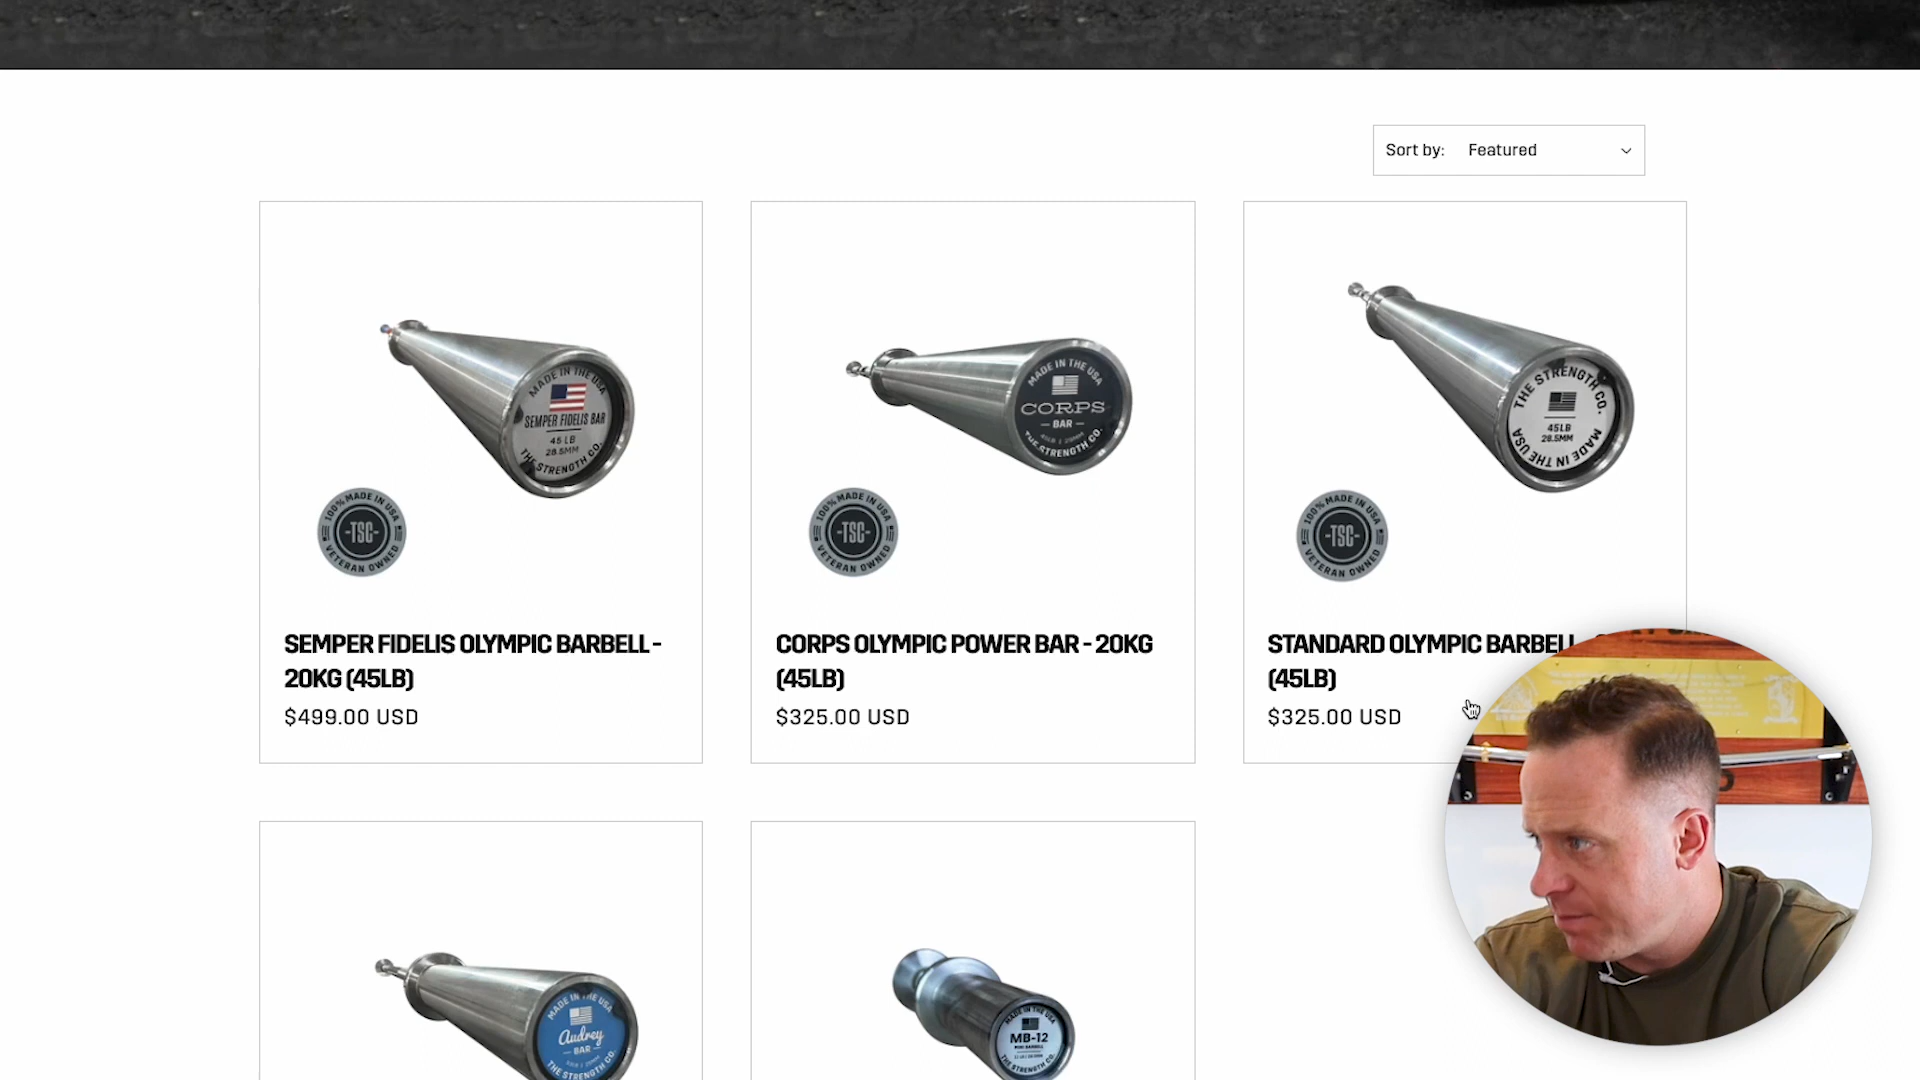 Sort by: Featured
MADE IN THE USA
SEMPER FIDELIS BAR
45 LB
28.5MM
THE STRENGTH CO.
MADE IN THE USA
CORPS
BAR
THE STRENGTH CO.
THE STRENGTH CO.
45LB
28.5MM
MADE IN THE USA
100% MADE IN USA
-TSC-
VETERAN OWNED
100% MADE IN USA
-TSC-
VETERAN OWNED
100% MADE IN USA
-TSC-
VETERAN OWNED
SEMPER FIDELIS OLYMPIC BARBELL -
20KG (45LB)
$499.00 USD
CORPS OLYMPIC POWER BAR - 20KG
(45LB)
$325.00 USD
STANDARD OLYMPIC BARBELL -
(45LB)
$325.00 USD
MADE IN THE USA
Audrey
BAR
THE STRENGTH CO.
MADE IN THE USA
MB-12
THE STRENGTH CO.